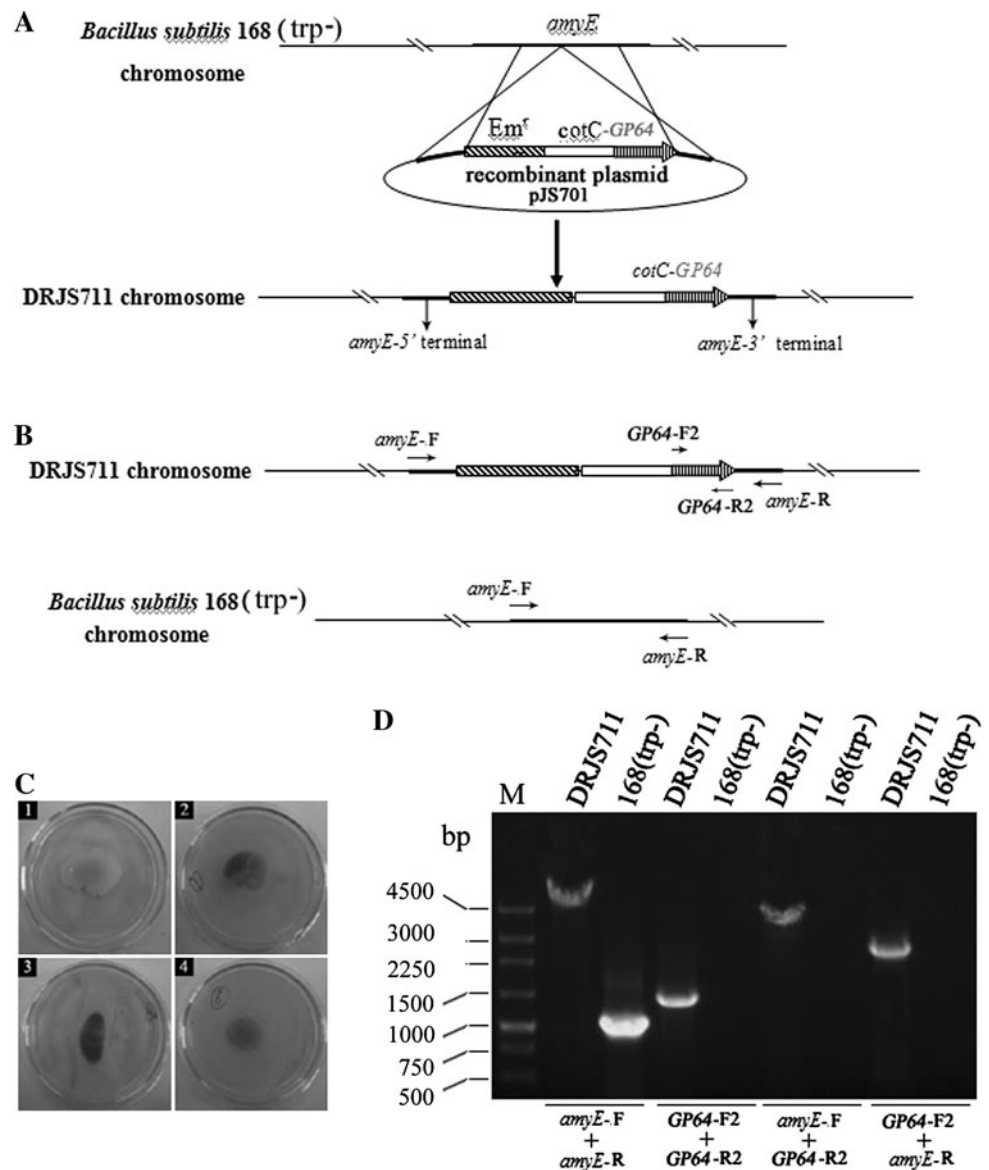 A
Bacillus subtilis 168 (trp-)
chromosome
amyE
Emʳ cotC-GP64
recombinant plasmid
pJS701
cotC-GP64
DRJS711 chromosome
amyE-5' terminal amyE-3' terminal
B
amyE-.F GP64-F2
DRJS711 chromosome
GP64-R2 amyE-R
amyE-.F
Bacillus subtilis 168 (trp-)
chromosome
amyE-R
C
1 2
3 4
D
M DRJS711 168(trp-) DRJS711 168(trp-) DRJS711 168(trp-) DRJS711 168(trp-)
bp
4500
3000
2250
1500
1000
750
500
amyE-.F GP64-F2 amyE-.F GP64-F2
+ + + +
amyE-R GP64-R2 GP64-R2 amyE-R